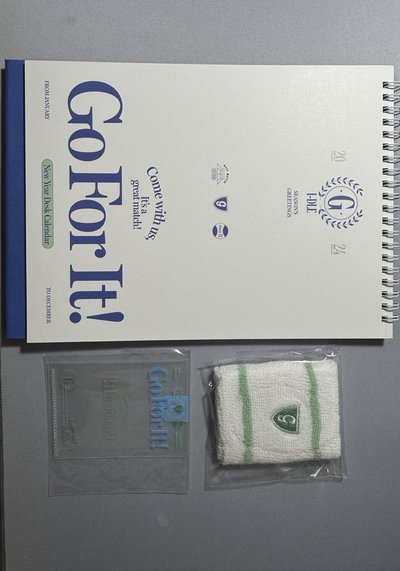 20
24
G
I-DLE
SEASON'S
GREETINGS
Come with us,
It's a
great match!
Go For It!
FROM JANUARY
New Year Desk Calendar
TO DECEMBER
Go For It!
g